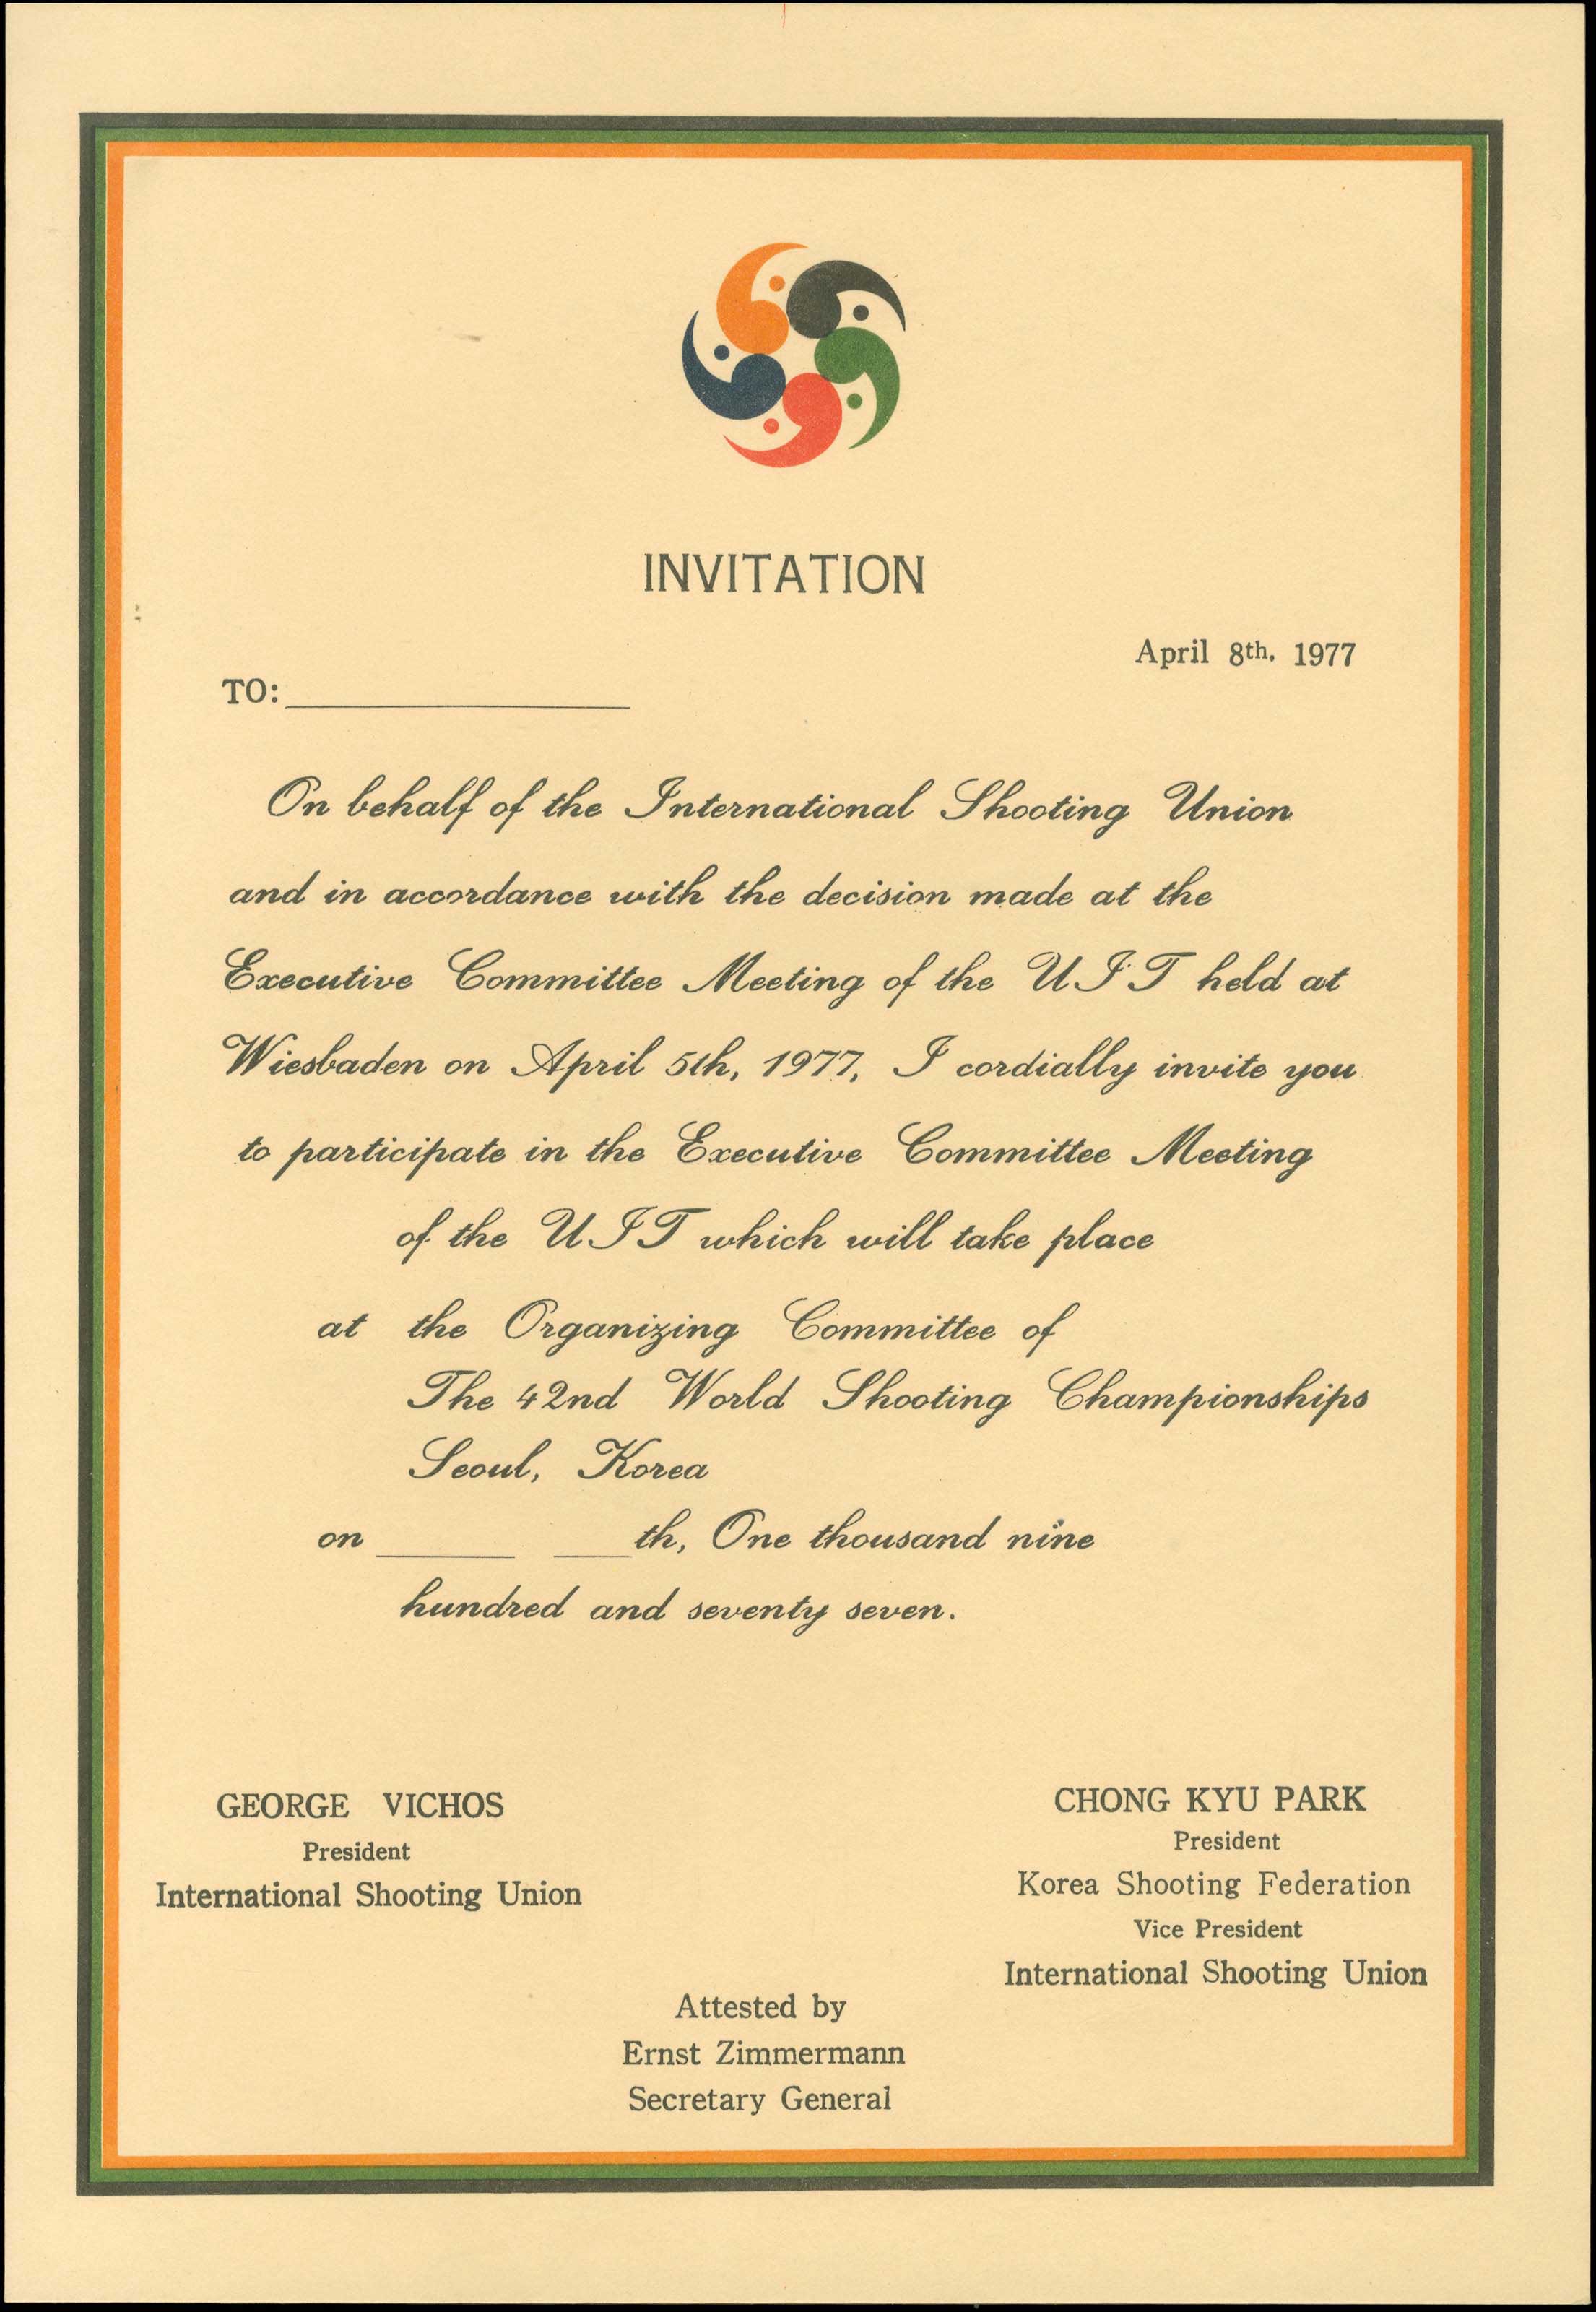 INVITATION
April 8th, 1977
TO:
On behalf of the International Shooting Union
and in accordance with the decision made at the
Executive Committee Meeting of the UIT held at
Wiesbaden on April 5th, 1977, I cordially invite you
to participate in the Executive Committee Meeting
of the UIT which will take place
at the Organizing Committee of
The 42nd World Shooting Championships
Seoul, Korea
on ______ ___th, One thousand nine
hundred and seventy seven.
GEORGE VICHOS
President
International Shooting Union
CHONG KYU PARK
President
Korea Shooting Federation
Vice President
International Shooting Union
Attested by
Ernst Zimmermann
Secretary General